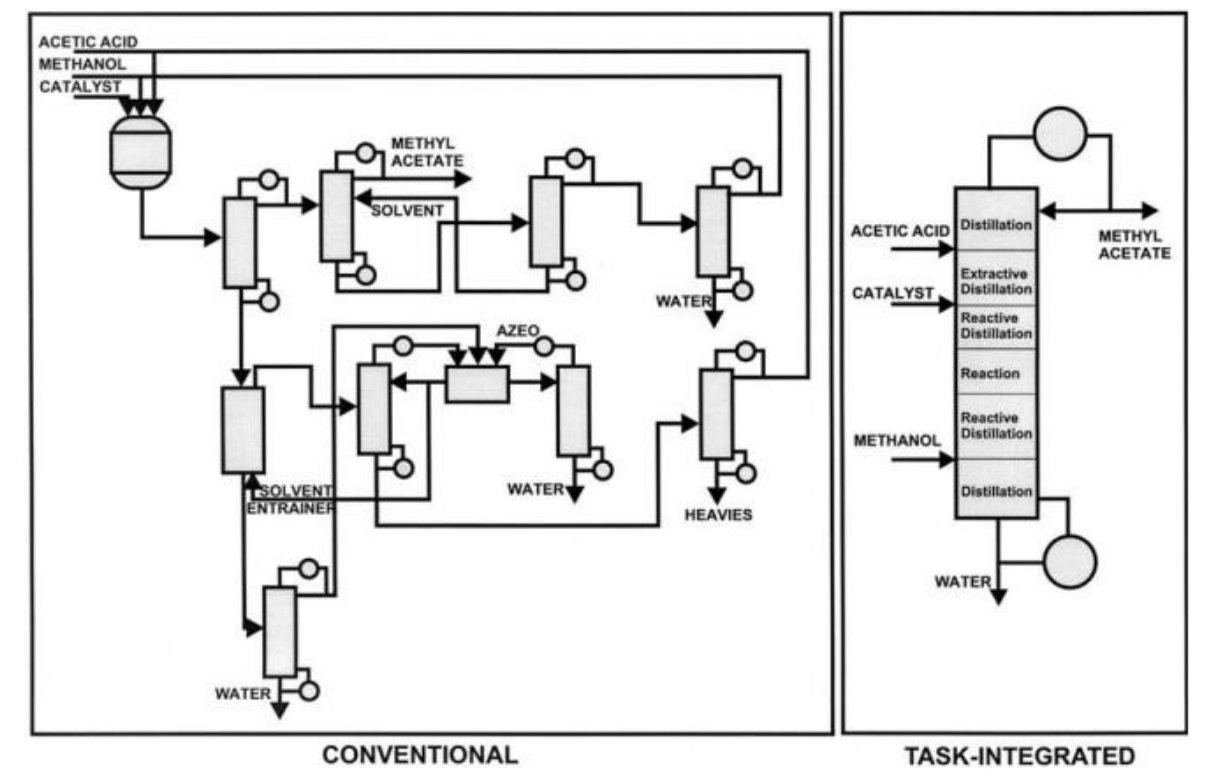 ACETIC ACID
METHANOL
CATALYST
METHYL
ACETATE
SOLVENT
WATER
AZEO
SOLVENT
ENTRAINER
WATER
HEAVIES
WATER
CONVENTIONAL
Distillation
ACETIC ACID
METHYL
ACETATE
Extractive
Distillation
CATALYST
Reactive
Distillation
Reaction
Reactive
Distillation
METHANOL
Distillation
WATER
TASK-INTEGRATED